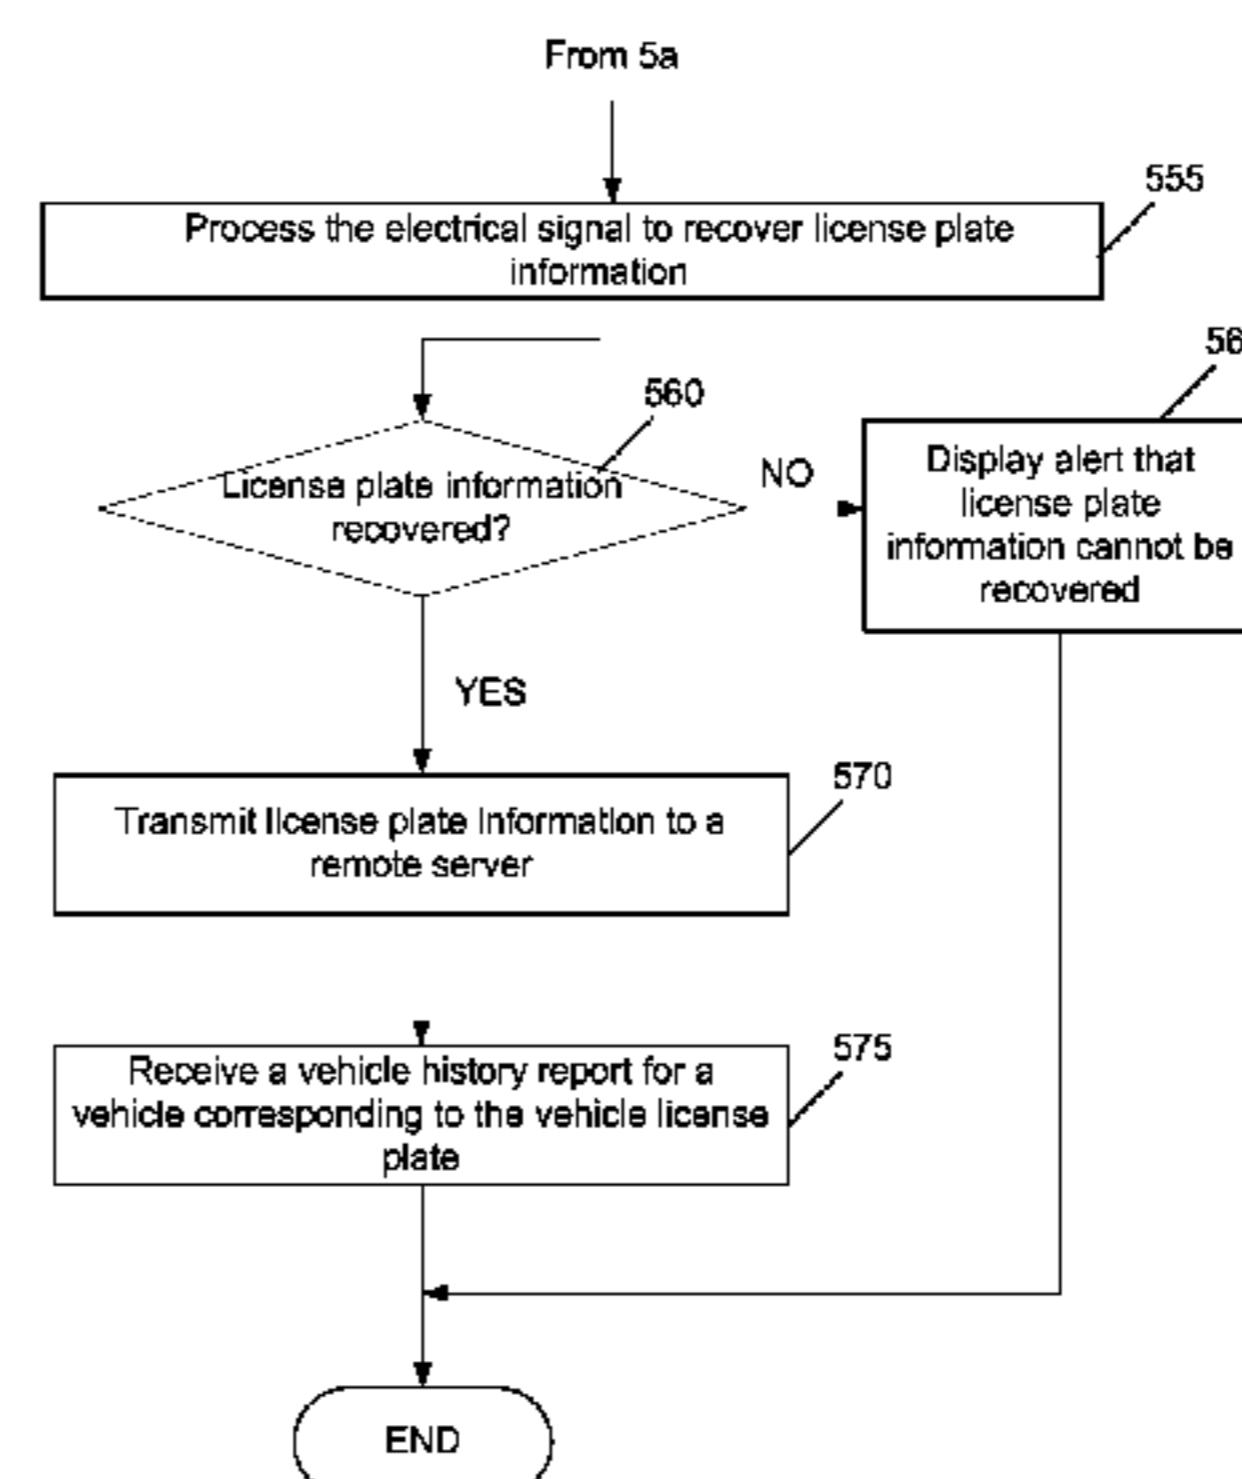 From 5a
555
Process the electrical signal to recover license plate
information
56
560
License plate information
recovered?
NO
Display alert that
license plate
information cannot be
recovered
YES
570
Transmit license plate information to a
remote server
575
Receive a vehicle history report for a
vehicle corresponding to the vehicle license
plate
END